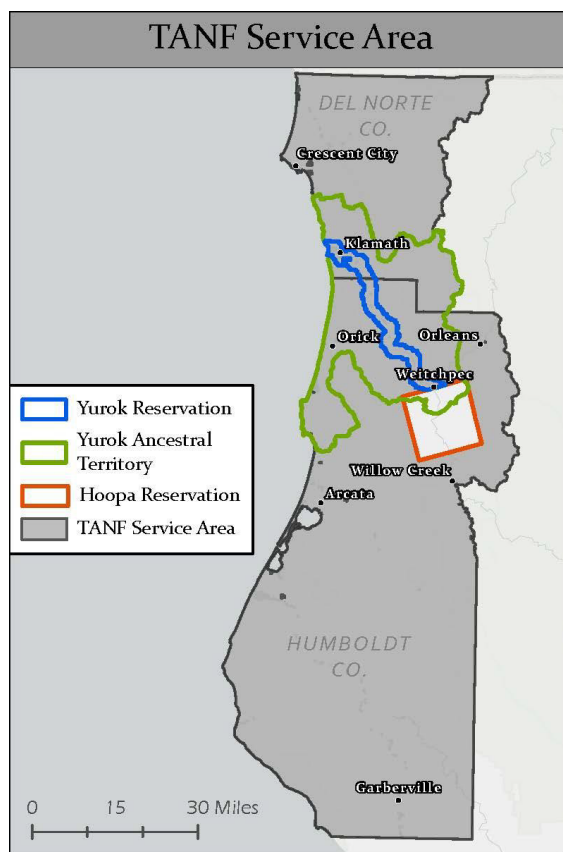 TANF Service Area
DEL NORTE
CO.
Crescent City
Klamath
Orick
Orleans
Weitchpec
Yurok Reservation
Yurok Ancestral
Territory
Hoopa Reservation
TANF Service Area
Willow Creek
Arcata
HUMBOLDT
CO.
Garberville
0 15 30 Miles